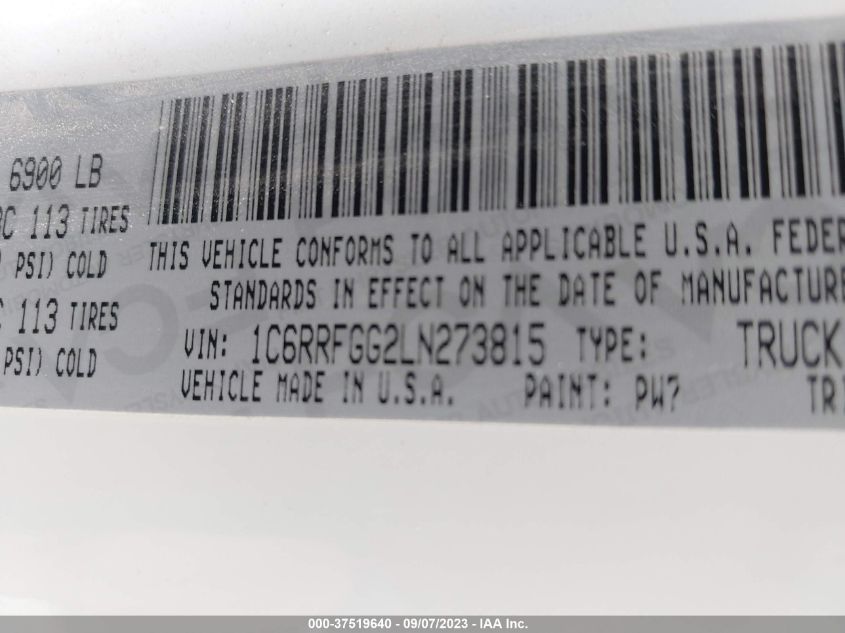 6900 LB
113 TIRES
PSI) COLD
113 TIRES
PSI) COLD
THIS VEHICLE CONFORMS TO ALL APPLICABLE U.S.A. FEDER
STANDARDS IN EFFECT ON THE DATE OF MANUFACTURE
VIN: 1C6RRFGG2LN273815 TYPE: TRUCK
VEHICLE MADE IN U.S.A. PAINT: PW7
000-37519640 - 09/07/2023 - IAA Inc.